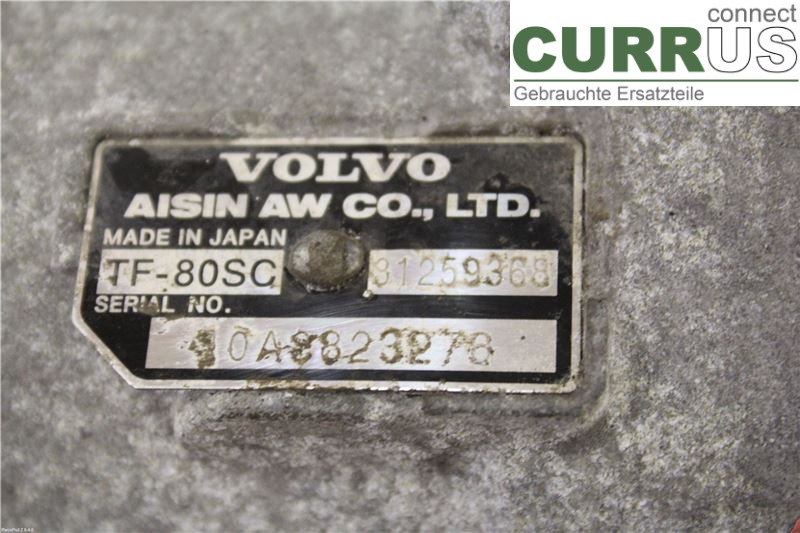 connect
CURRUS
Gebrauchte Ersatzteile
VOLVO
AISIN AW CO., LTD.
MADE IN JAPAN
TF-80SC 31259368
SERIAL NO.